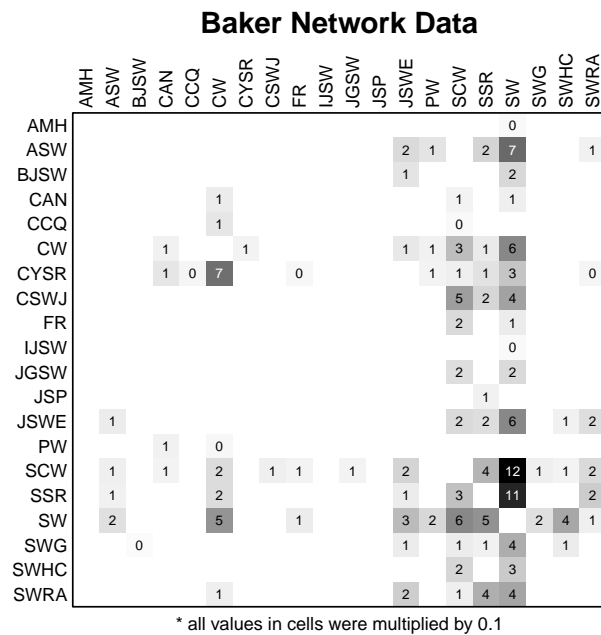 Baker Network Data
AMH ASW BJSW CAN CCQ CW CYSR CSWJ FR IJSW JGSW JSP JSWE PW SCW SSR SW SWG SWHC SWRA
AMH 0
ASW 2 1 2 7 1
BJSW 1 2
CAN 1 1 1
CCQ 1 0
CW 1 1 1 1 3 1 6
CYSR 1 0 7 0 1 1 1 3 0
CSWJ 5 2 4
FR 2 1
IJSW 0
JGSW 2 2
JSP 1
JSWE 1 2 2 6 1 2
PW 1 0
SCW 1 1 2 1 1 1 2 4 12 1 1 2
SSR 1 2 1 3 11 2
SW 2 5 1 3 2 6 5 2 4 1
SWG 0 1 1 1 4 1
SWHC 2 3
SWRA 1 2 1 4 4
* all values in cells were multiplied by 0.1